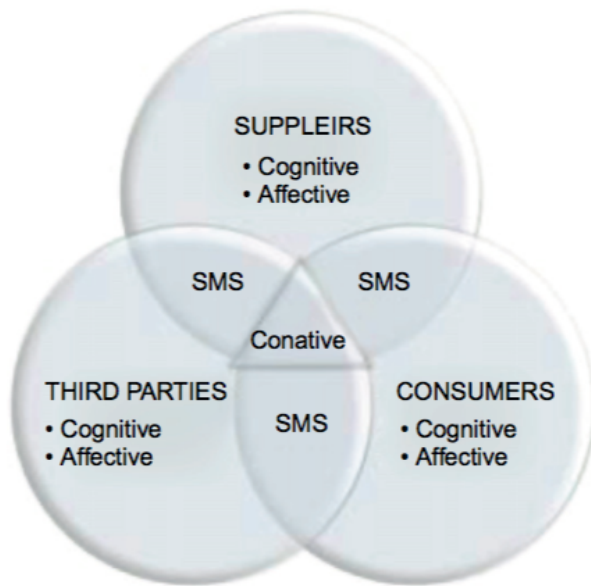 SUPPLEIRS
• Cognitive
• Affective
SMS
SMS
Conative
THIRD PARTIES
• Cognitive
• Affective
SMS
CONSUMERS
• Cognitive
• Affective